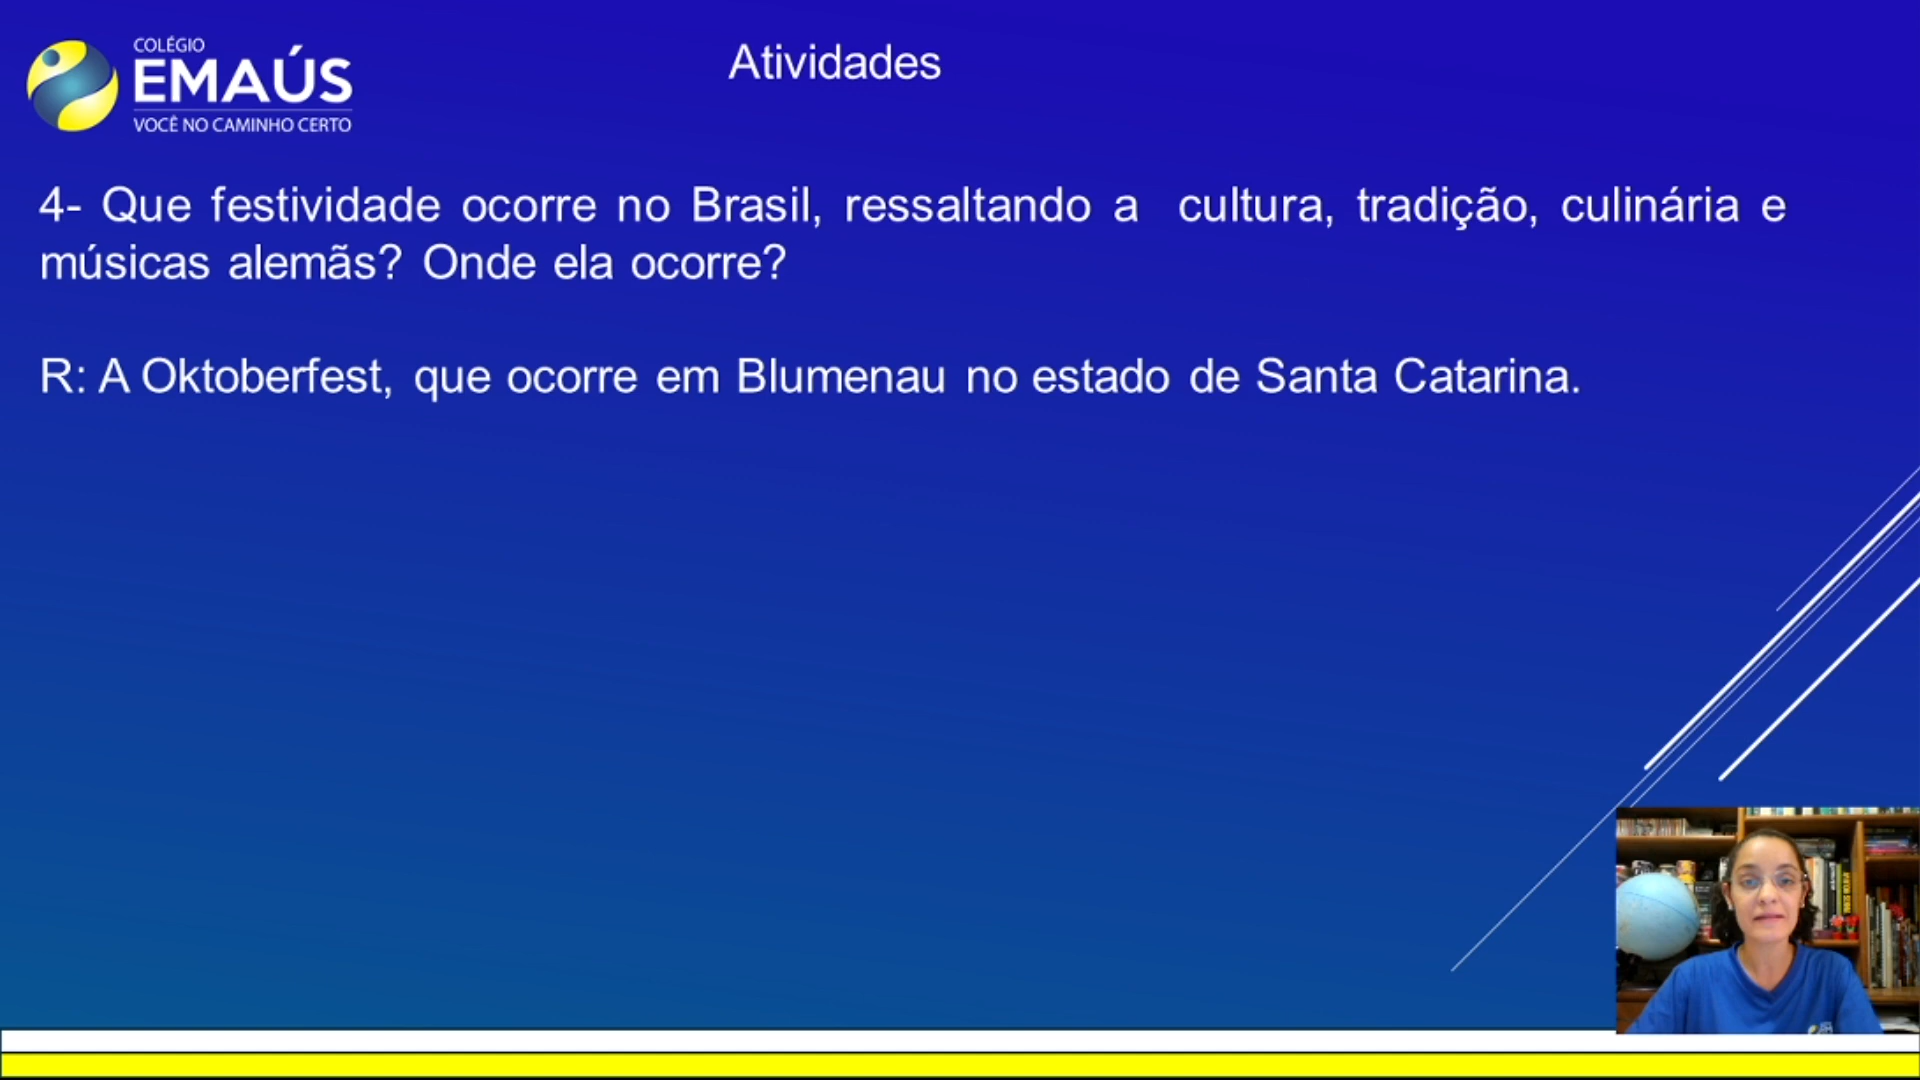 COLÉGIO
EMAÚS
VOCÊ NO CAMINHO CERTO
Atividades
4- Que festividade ocorre no Brasil, ressaltando a cultura, tradição, culinária e
músicas alemãs? Onde ela ocorre?
R: A Oktoberfest, que ocorre em Blumenau no estado de Santa Catarina.